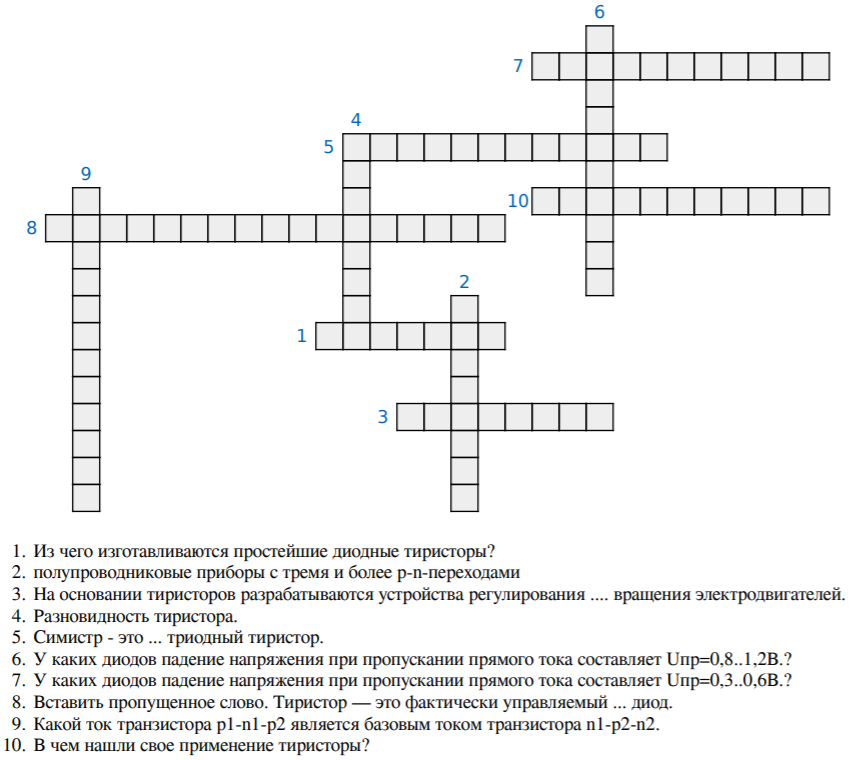 6
7
4
5
9
10
8
2
1
3
1. Из чего изготавливаются простейшие диодные тиристоры?
2. полупроводниковые приборы с тремя и более p-n-переходами
3. На основании тиристоров разрабатываются устройства регулирования .... вращения электродвигателей.
4. Разновидность тиристора.
5. Симистр - это ... триодный тиристор.
6. У каких диодов падение напряжения при пропускании прямого тока составляет Uпр=0,8..1,2В.?
7. У каких диодов падение напряжения при пропускании прямого тока составляет Uпр=0,3..0,6В.?
8. Вставить пропущенное слово. Тиристор — это фактически управляемый ... диод.
9. Какой ток транзистора p1-n1-p2 является базовым током транзистора n1-p2-n2.
10. В чем нашли свое применение тиристоры?